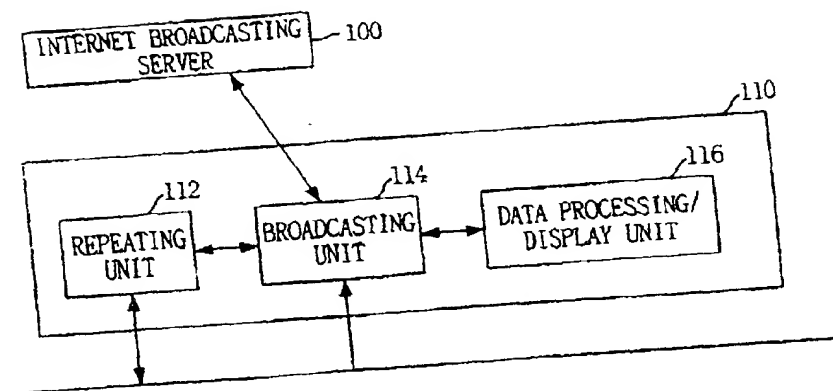 INTERNET BROADCASTING
SERVER
100
110
112
REPEATING
UNIT
114
BROADCASTING
UNIT
116
DATA PROCESSING/
DISPLAY UNIT